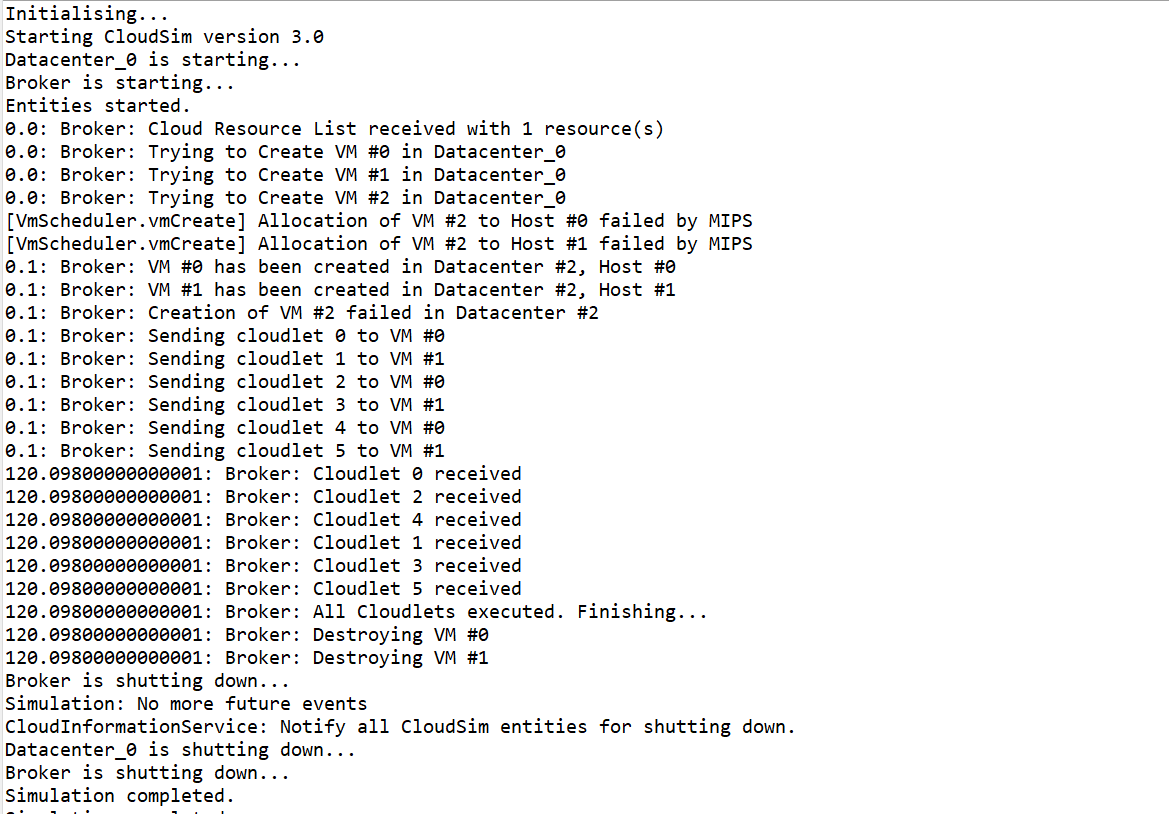 Initialising...
Starting CloudSim version 3.0
Datacenter_0 is starting...
Broker is starting...
Entities started.
0.0: Broker: Cloud Resource List received with 1 resource(s)
0.0: Broker: Trying to Create VM #0 in Datacenter_0
0.0: Broker: Trying to Create VM #1 in Datacenter_0
0.0: Broker: Trying to Create VM #2 in Datacenter_0
[VmScheduler.vmCreate] Allocation of VM #2 to Host #0 failed by MIPS
[VmScheduler.vmCreate] Allocation of VM #2 to Host #1 failed by MIPS
0.1: Broker: VM #0 has been created in Datacenter #2, Host #0
0.1: Broker: VM #1 has been created in Datacenter #2, Host #1
0.1: Broker: Creation of VM #2 failed in Datacenter #2
0.1: Broker: Sending cloudlet 0 to VM #0
0.1: Broker: Sending cloudlet 1 to VM #1
0.1: Broker: Sending cloudlet 2 to VM #0
0.1: Broker: Sending cloudlet 3 to VM #1
0.1: Broker: Sending cloudlet 4 to VM #0
0.1: Broker: Sending cloudlet 5 to VM #1
120.09800000000001: Broker: Cloudlet 0 received
120.09800000000001: Broker: Cloudlet 2 received
120.09800000000001: Broker: Cloudlet 4 received
120.09800000000001: Broker: Cloudlet 1 received
120.09800000000001: Broker: Cloudlet 3 received
120.09800000000001: Broker: Cloudlet 5 received
120.09800000000001: Broker: All Cloudlets executed. Finishing...
120.09800000000001: Broker: Destroying VM #0
120.09800000000001: Broker: Destroying VM #1
Broker is shutting down...
Simulation: No more future events
CloudInformationService: Notify all CloudSim entities for shutting down.
Datacenter_0 is shutting down...
Broker is shutting down...
Simulation completed.